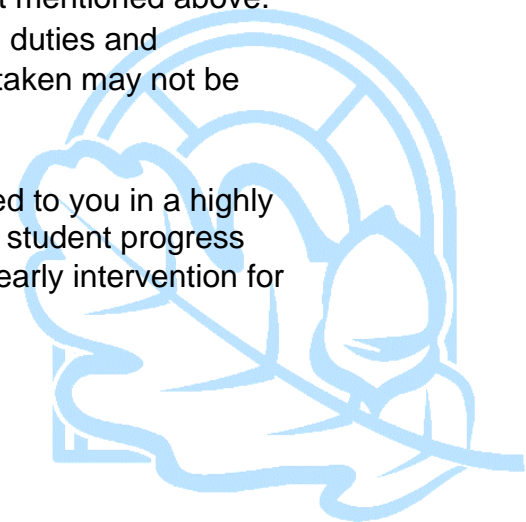 t mentioned above.
duties and
taken may not be
ed to you in a highly
student progress
early intervention for